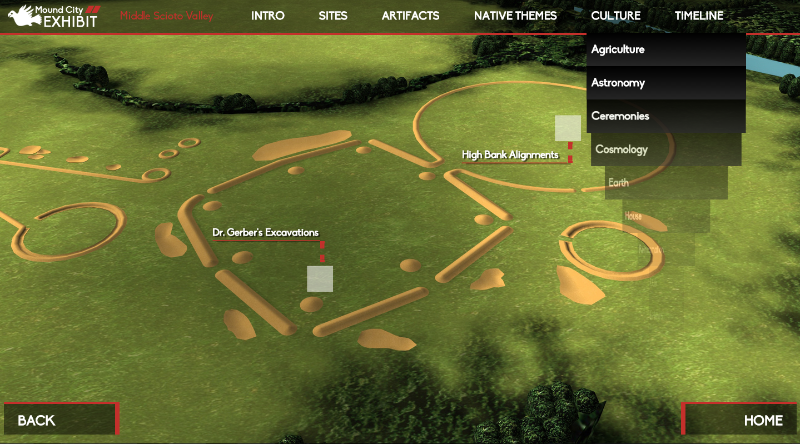 Mound City
EXHIBIT
Middle Scioto Valley
INTRO
SITES
ARTIFACTS
NATIVE THEMES
CULTURE
TIMELINE
Agriculture
Astronomy
Ceremonies
Cosmology
Earth
House
High Bank Alignments
Dr. Gerber's Excavations
BACK
HOME